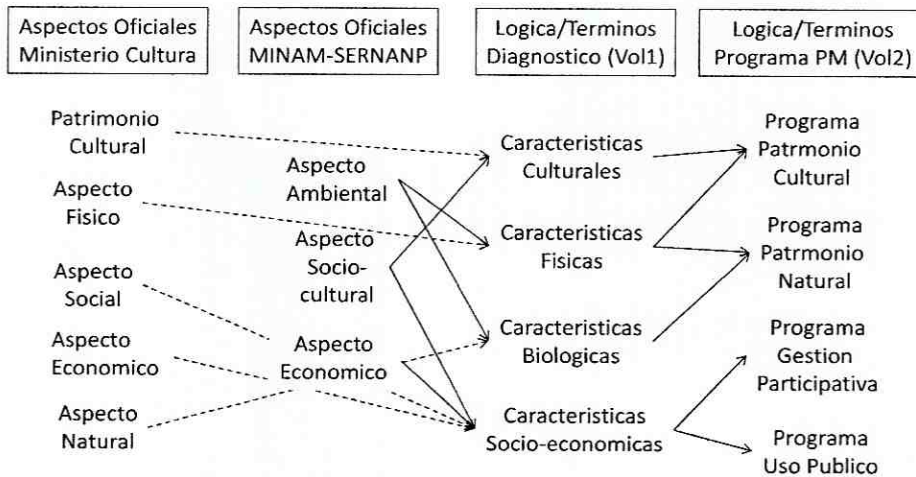 Aspectos Oficiales
Ministerio Cultura
Aspectos Oficiales
MINAM-SERNANP
Logica/Terminos
Diagnostico (Vol1)
Logica/Terminos
Programa PM (Vol2)
Patrimonio
Cultural
Aspecto
Fisico
Aspecto
Social
Aspecto
Economico
Aspecto
Natural
Aspecto
Ambiental
Aspecto
Socio-
cultural
Aspecto
Economico
Caracteristicas
Culturales
Caracteristicas
Fisicas
Caracteristicas
Biologicas
Caracteristicas
Socio-economicas
Programa
Patrmonio
Cultural
Programa
Patrmonio
Natural
Programa
Gestion
Participativa
Programa
Uso Publico